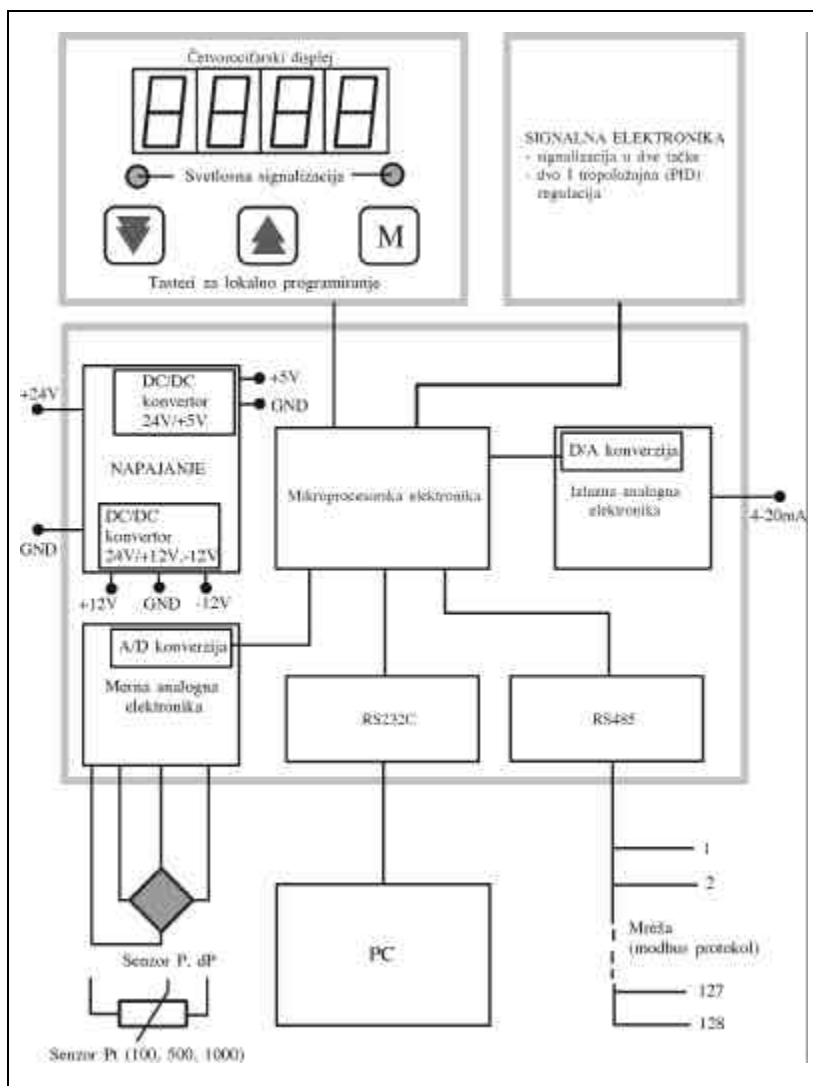 Četvorocifarski displej
8888
Svetlosna signalizacija
M
Tasteri za lokalno programiranje
SIGNALNA ELEKTRONIKA
- signalizacija u dve tačke
- dvo I tropoložajna (PID)
regulacija
+24V
DC/DC
konvertor
24V/+5V
+5V
GND
NAPAJANJE
DC/DC
konvertor
24V/+12V,-12V
GND
+12V
GND
-12V
Mikroprocesorska elektronika
D/A konverzija
Izlazna analogna
elektronika
4-20mA
A/D konverzija
Merna analogna
elektronika
RS232C
RS485
Senzor P, dP
Senzor Pt (100, 500, 1000)
PC
1
2
Mreža
(modbus protokol)
127
128